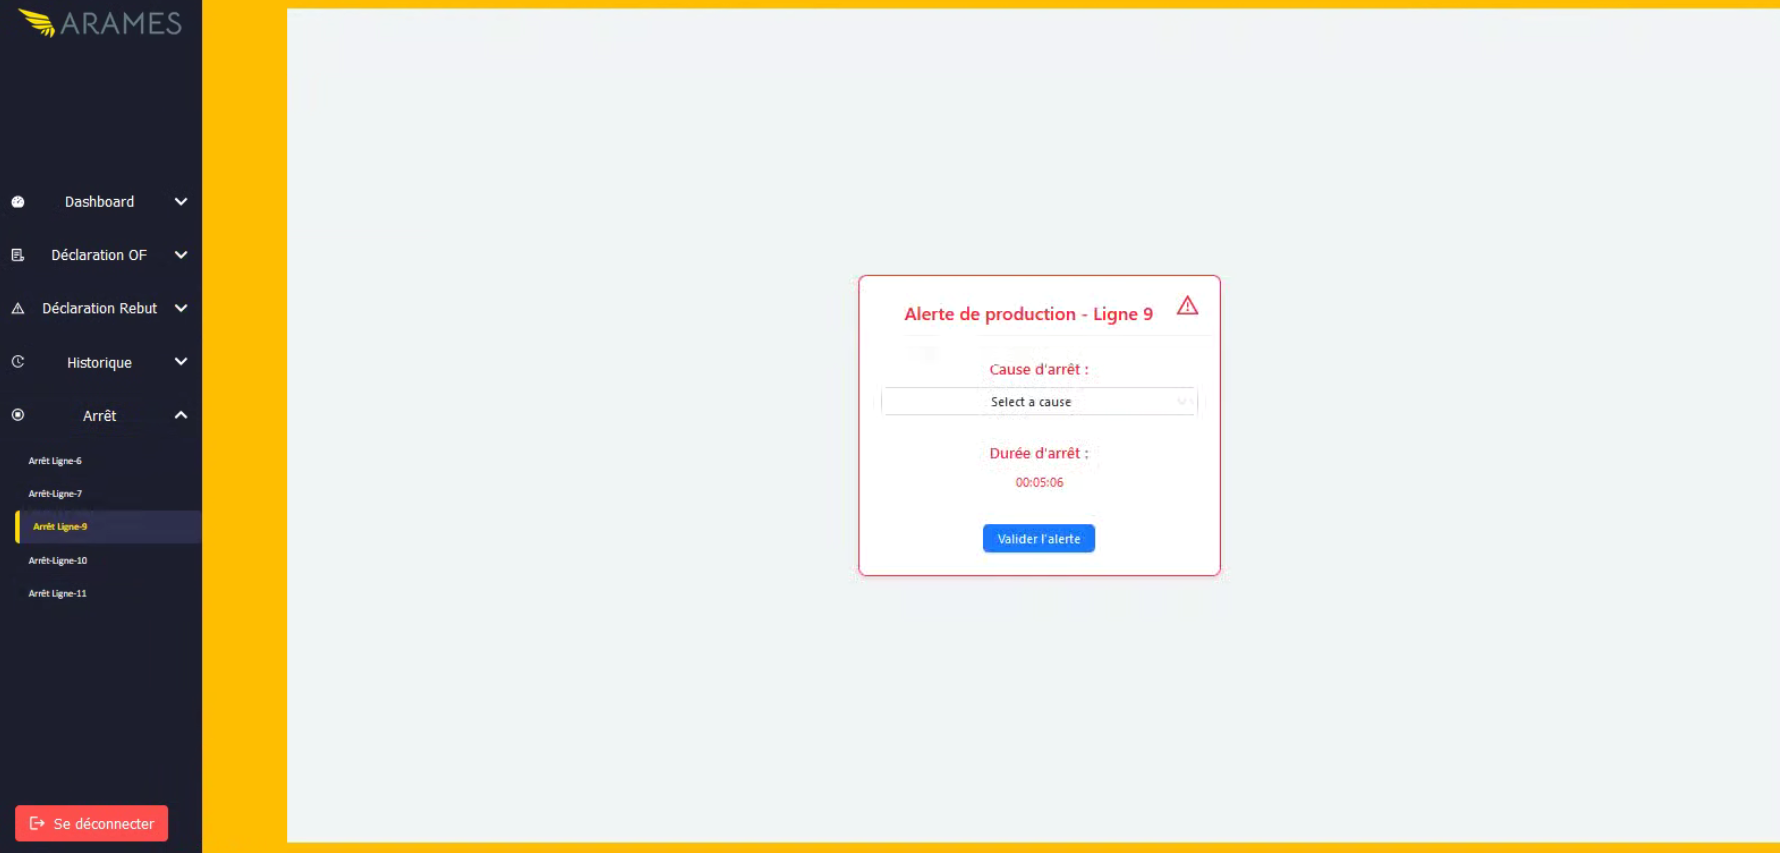 ARAMES
Dashboard
Déclaration OF
Déclaration Rebut
Historique
Arrêt
Arrêt Ligne-6
Arrêt-Ligne-7
Arrêt Ligne-9
Arrêt-Ligne-10
Arrêt Ligne-11
Se déconnecter
Alerte de production - Ligne 9
Cause d'arrêt :
Select a cause
Durée d'arrêt :
00:05:06
Valider l'alerte